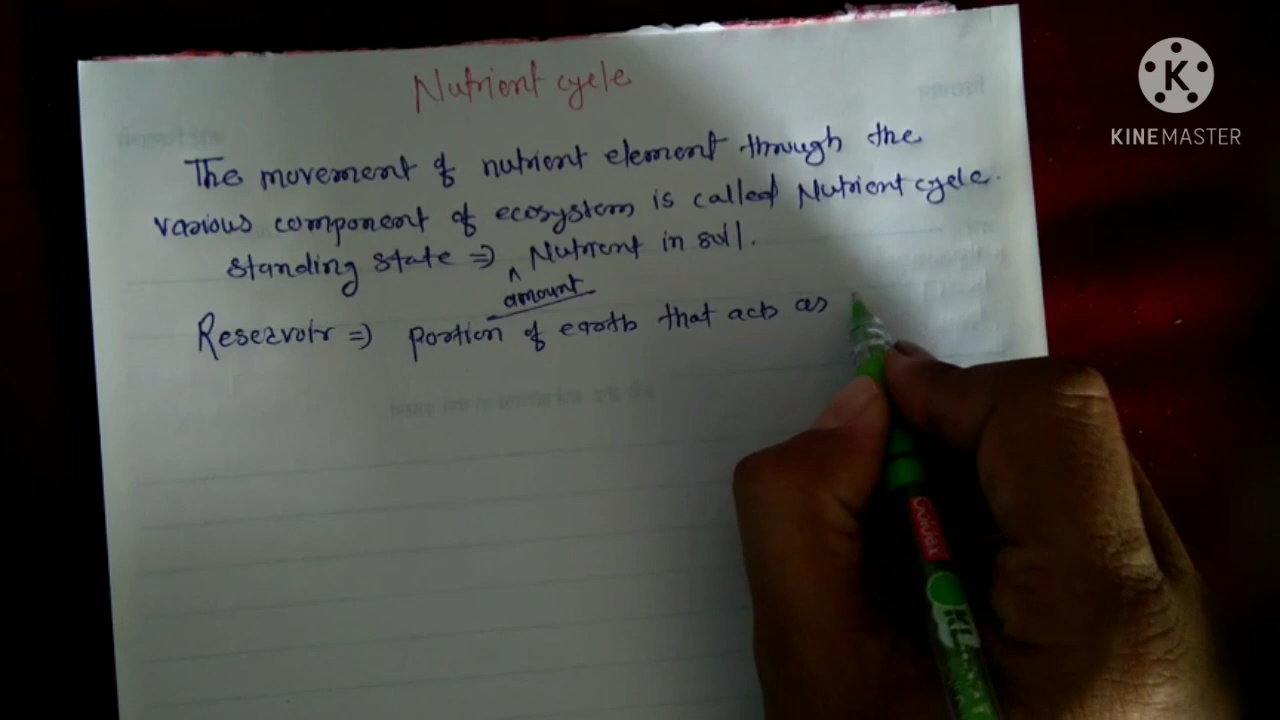 Nutrient cycle
The movement of nutrient element through the
various component of ecosystem is called Nutrient cycle.
standing state => ^ Nutrient in soil.
amount
Reservoir => portion of earth that acts as
K
KINEMASTER